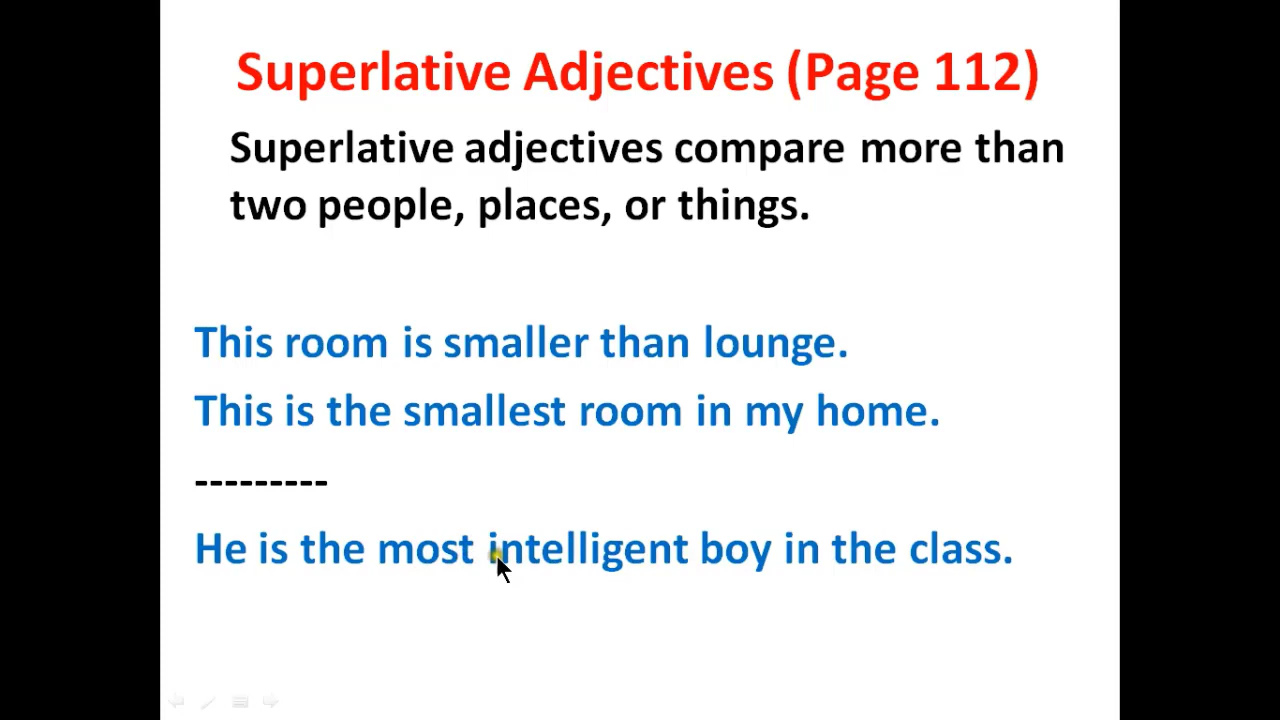 Superlative Adjectives (Page 112)
Superlative adjectives compare more than
two people, places, or things.
This room is smaller than lounge.
This is the smallest room in my home.
---------
He is the most intelligent boy in the class.